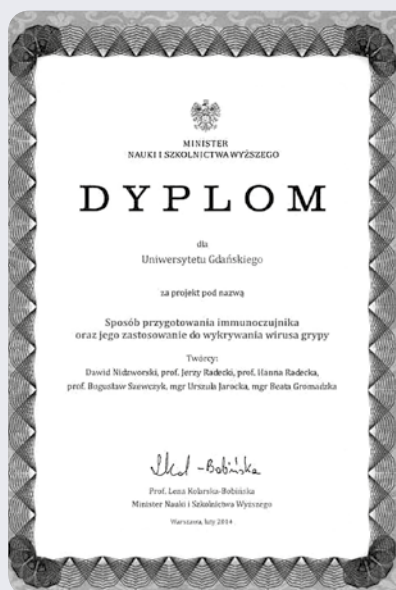 MINISTER
NAUKI I SZKOLNICTWA WYŻSZEGO
DYPLOM
dla
Uniwersytetu Gdańskiego
za projekt pod nazwą
Sposób przygotowania immunoczujnika
oraz jego zastosowanie do wykrywania wirusa grypy
Twórcy:
Dawid Nidzworski, prof. Jerzy Radecki, prof. Hanna Radecka,
prof. Bogusław Szewczyk, mgr Urszula Jarocka, mgr Beata Gromadzka
Prof. Lena Kolarska-Bobińska
Minister Nauki i Szkolnictwa Wyższego
Warszawa, luty 2014